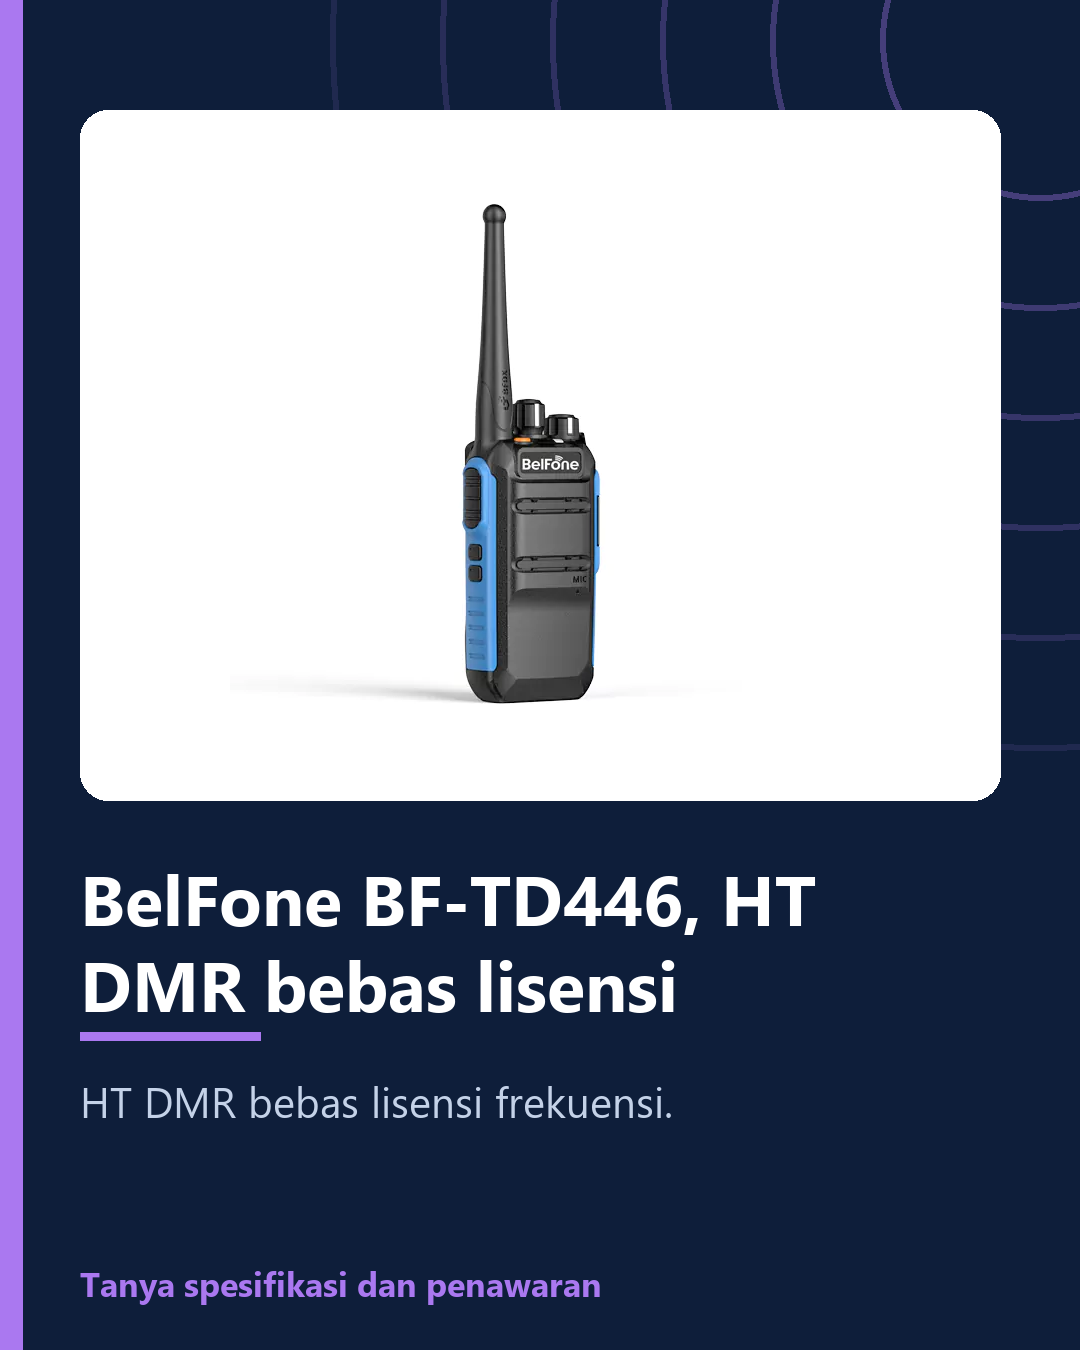 BelFone
MIC
BelFone BF-TD446, HT
DMR bebas lisensi
HT DMR bebas lisensi frekuensi.
Tanya spesifikasi dan penawaran